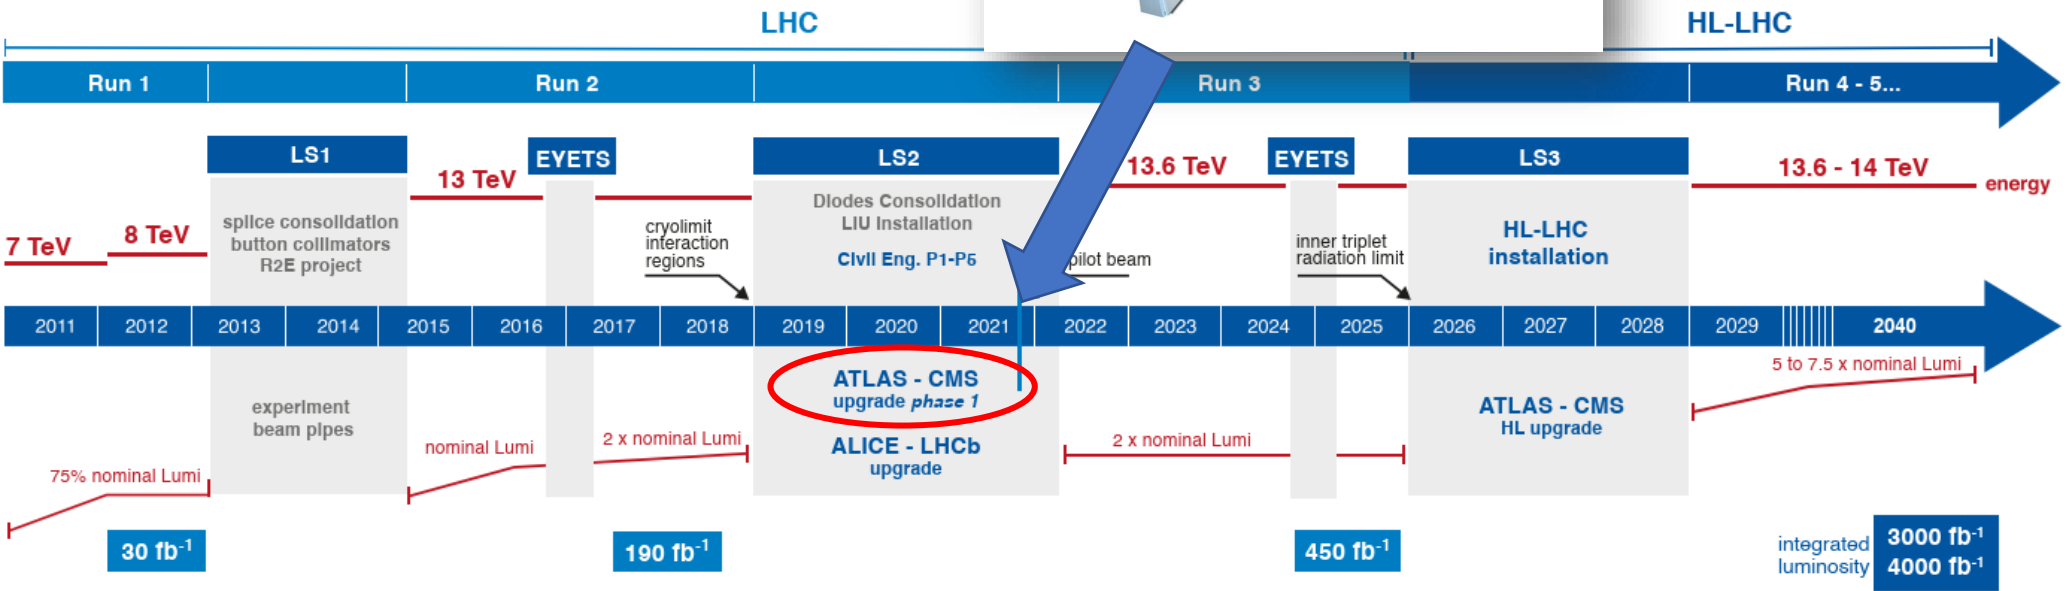 LHC
HL-LHC
Run 1
Run 2
Run 3
Run 4 - 5...
LS1
EYETS
LS2
EYETS
LS3
13 TeV
13.6 TeV
13.6 - 14 TeV
energy
7 TeV
8 TeV
splice consolidation
button collimators
R2E project
cryolimit
interaction
regions
Diodes Consolidation
LIU Installation
Civil Eng. P1-P5
pilot beam
inner triplet
radiation limit
HL-LHC
installation
2011
2012
2013
2014
2015
2016
2017
2018
2019
2020
2021
2022
2023
2024
2025
2026
2027
2028
2029
2040
experiment
beam pipes
ATLAS - CMS
upgrade phase 1
ALICE - LHCb
upgrade
ATLAS - CMS
HL upgrade
5 to 7.5 x nominal Lumi
75% nominal Lumi
nominal Lumi
2 x nominal Lumi
2 x nominal Lumi
30 fb-1
190 fb-1
450 fb-1
integrated
luminosity
3000 fb-1
4000 fb-1